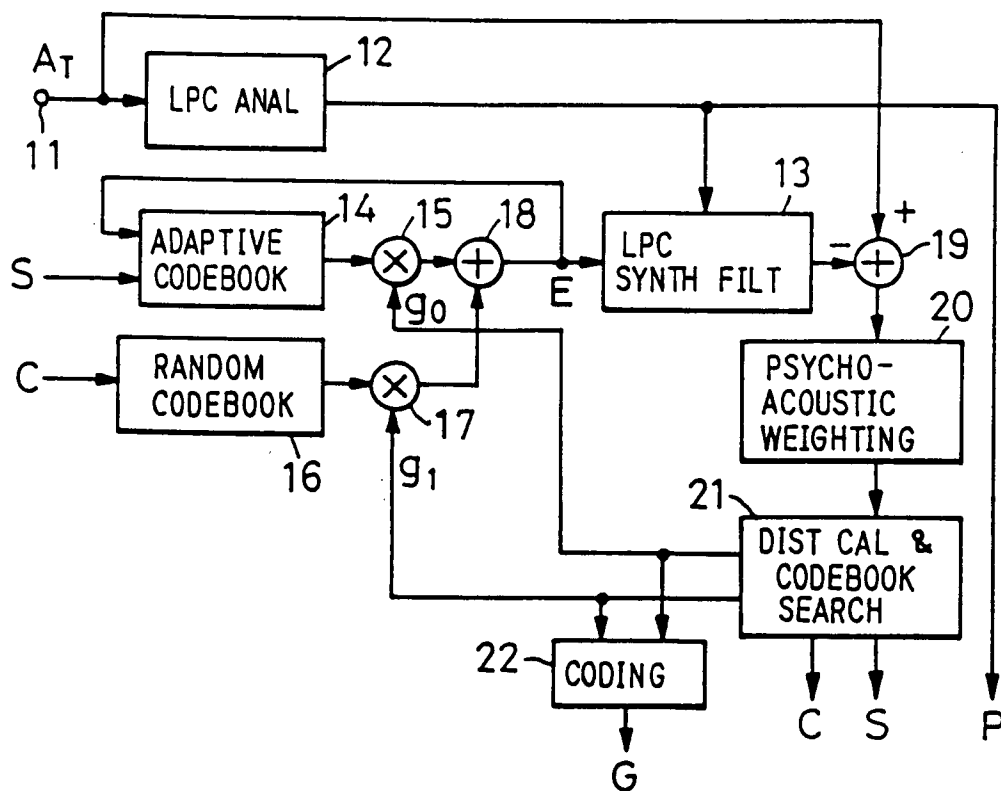 12
A_T
LPC ANAL
11
13
+
14
15
18
ADAPTIVE
CODEBOOK
LPC
SYNTH FILT
-
19
S
E
g0
20
C
RANDOM
CODEBOOK
17
PSYCHO-
ACOUSTIC
WEIGHTING
16
g1
21
DIST CAL &
CODEBOOK
SEARCH
22
CODING
C
S
P
G